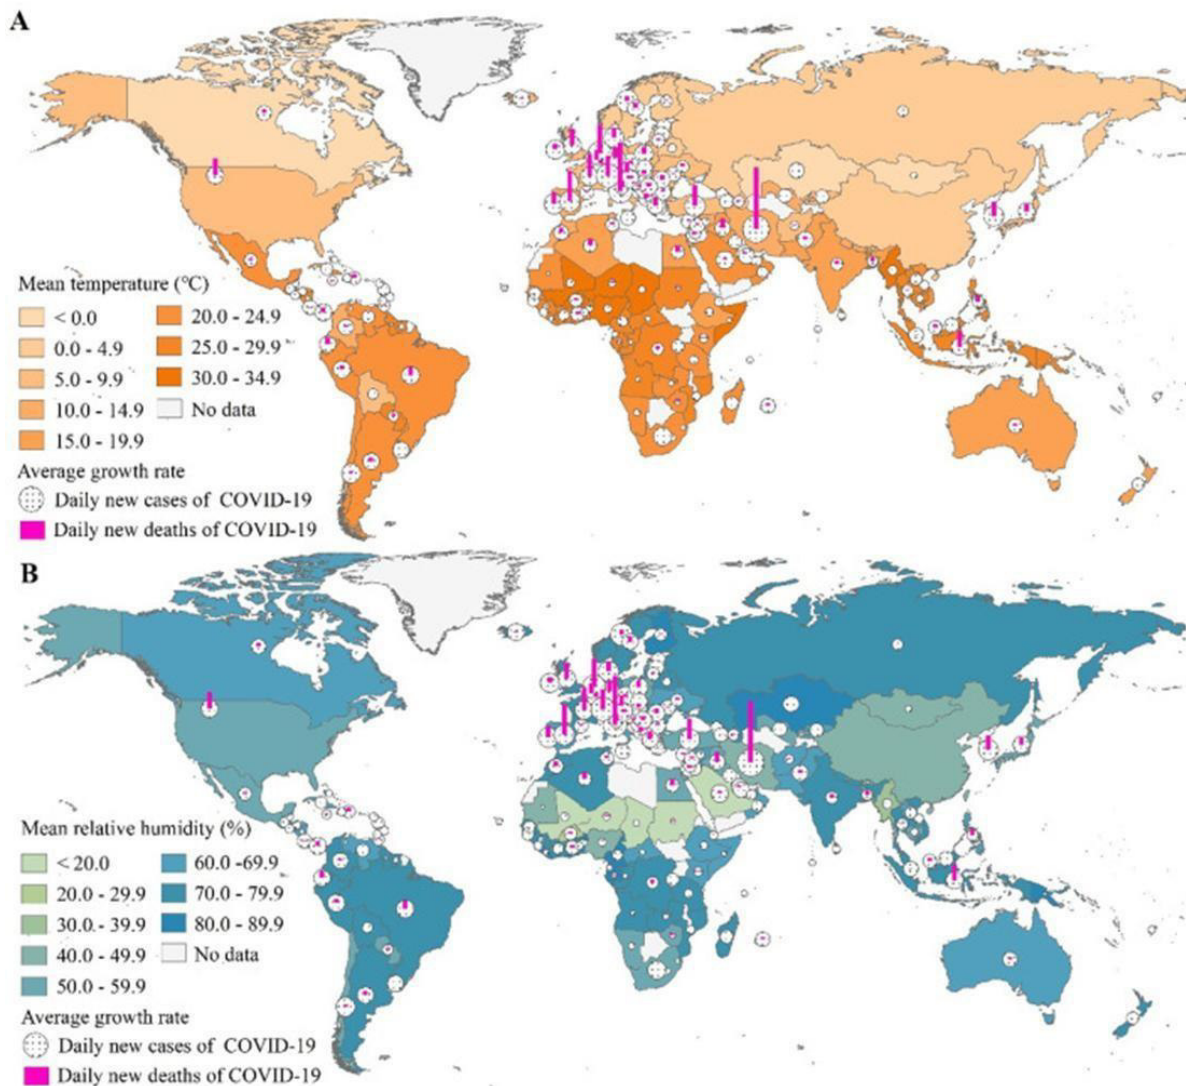 A
Mean temperature (°C)
< 0.0
0.0 - 4.9
5.0 - 9.9
10.0 - 14.9
15.0 - 19.9
20.0 - 24.9
25.0 - 29.9
30.0 - 34.9
No data
Average growth rate
Daily new cases of COVID-19
Daily new deaths of COVID-19
B
Mean relative humidity (%)
< 20.0
20.0 - 29.9
30.0 - 39.9
40.0 - 49.9
50.0 - 59.9
60.0 -69.9
70.0 - 79.9
80.0 - 89.9
No data
Average growth rate
Daily new cases of COVID-19
Daily new deaths of COVID-19